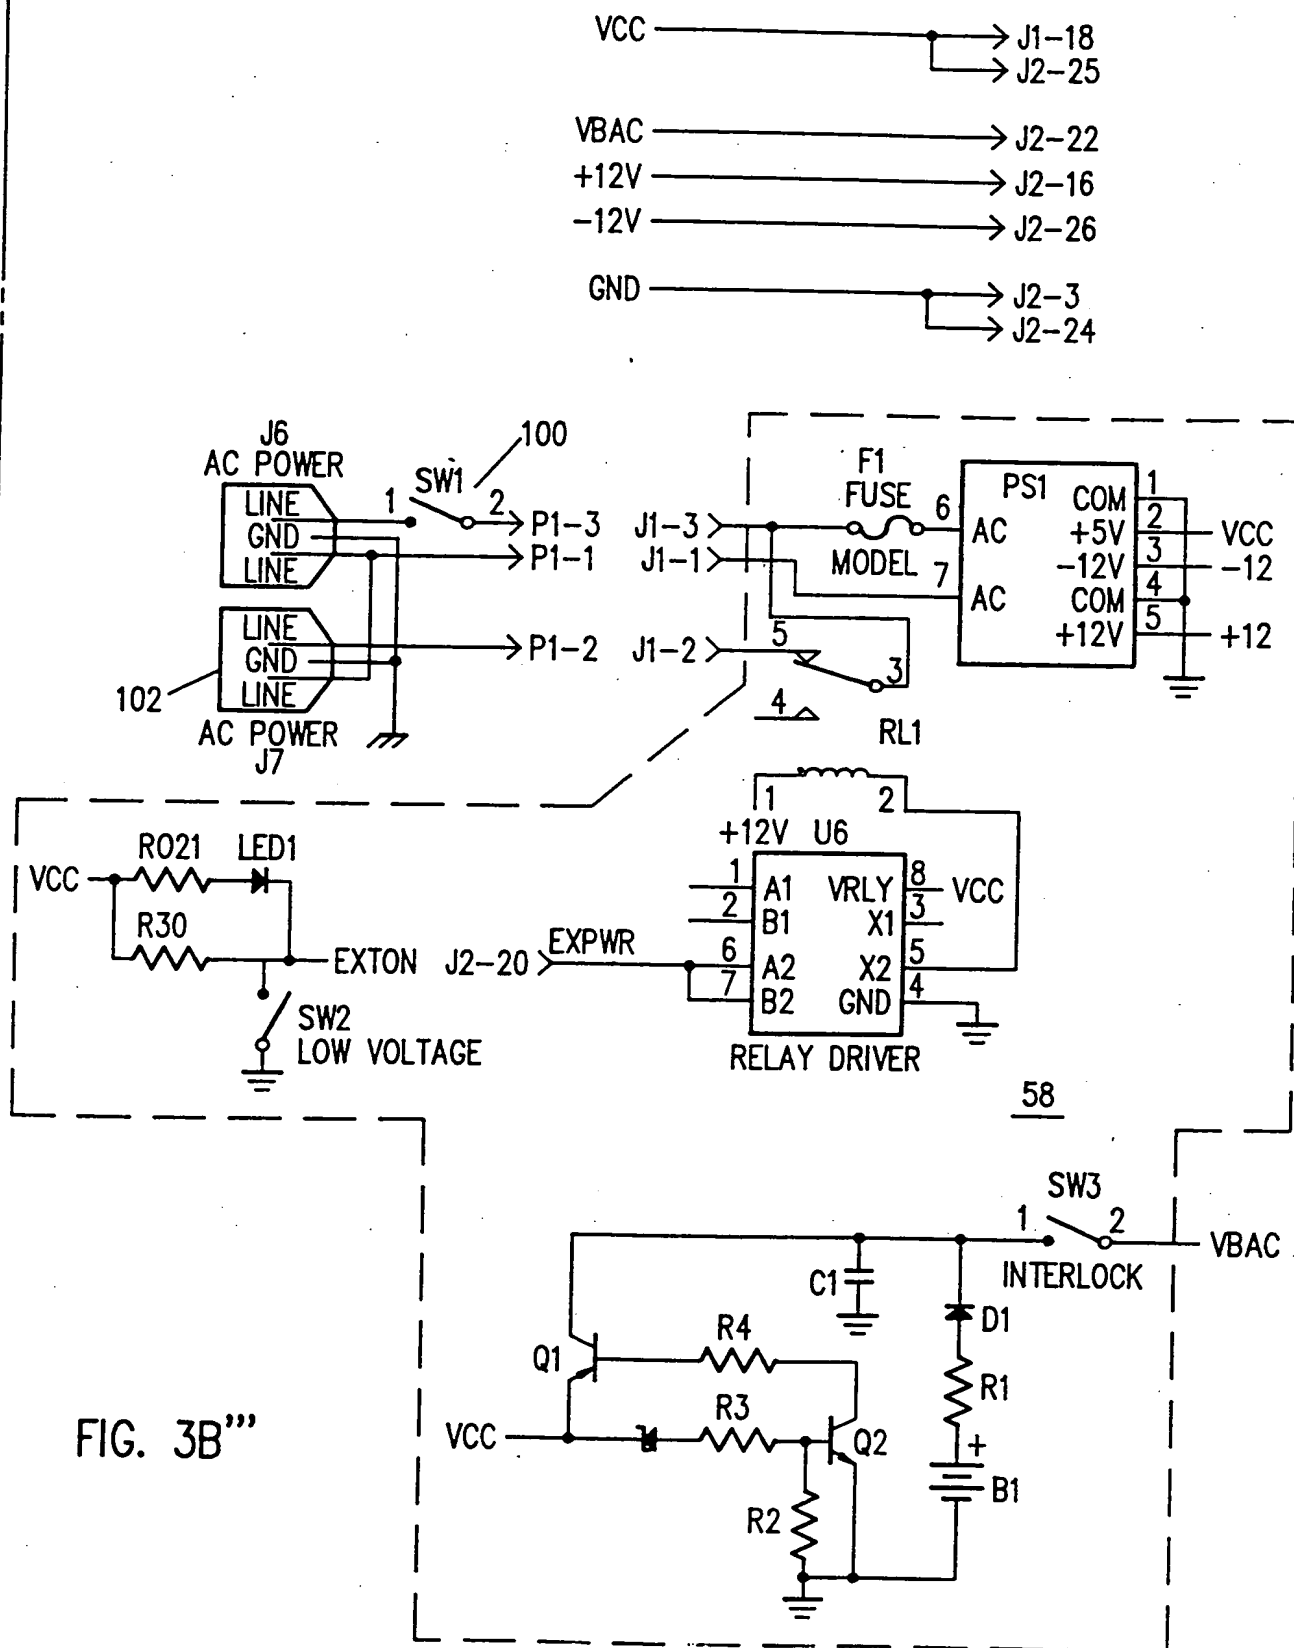 VCC J1-18
J2-25
VBAC J2-22
+12V J2-16
-12V J2-26
GND J2-3
J2-24
J6
AC POWER
LINE
GND
LINE
1 SW1 2
100
P1-3
P1-1
LINE
GND
LINE
102
AC POWER
J7
P1-2
J1-3
J1-1
J1-2
F1
FUSE
MODEL
6
7
PS1
AC
AC
COM 1
+5V 2 VCC
-12V 3 -12
COM 4
+12V 5 +12
5
3
4
RL1
1 2
+12V U6
1 A1
2 B1
6 A2
7 B2
VRLY 8 VCC
X1 3
X2 5
GND 4
RELAY DRIVER
VCC RO21 LED1
R30
EXTON
SW2
LOW VOLTAGE
J2-20 EXPWR
58
SW3
1 2
INTERLOCK
VBAC
C1
D1
R1
+
B1
Q1
R4
R3
VCC
Q2
R2
FIG. 3B'''